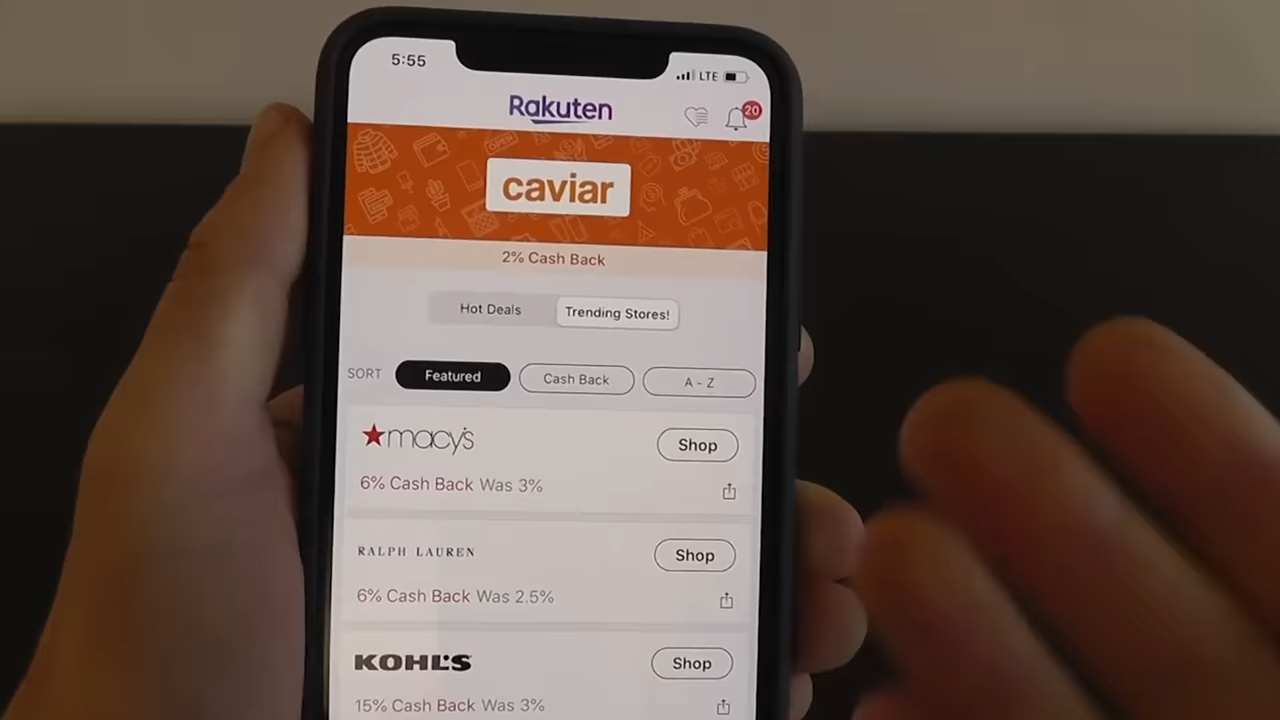 5:55
LTE
Rakuten
20
caviar
2% Cash Back
Hot Deals
Trending Stores!
SORT
Featured
Cash Back
A - Z
macy's
Shop
6% Cash Back Was 3%
RALPH LAUREN
Shop
6% Cash Back Was 2.5%
KOHL'S
Shop
15% Cash Back Was 3%